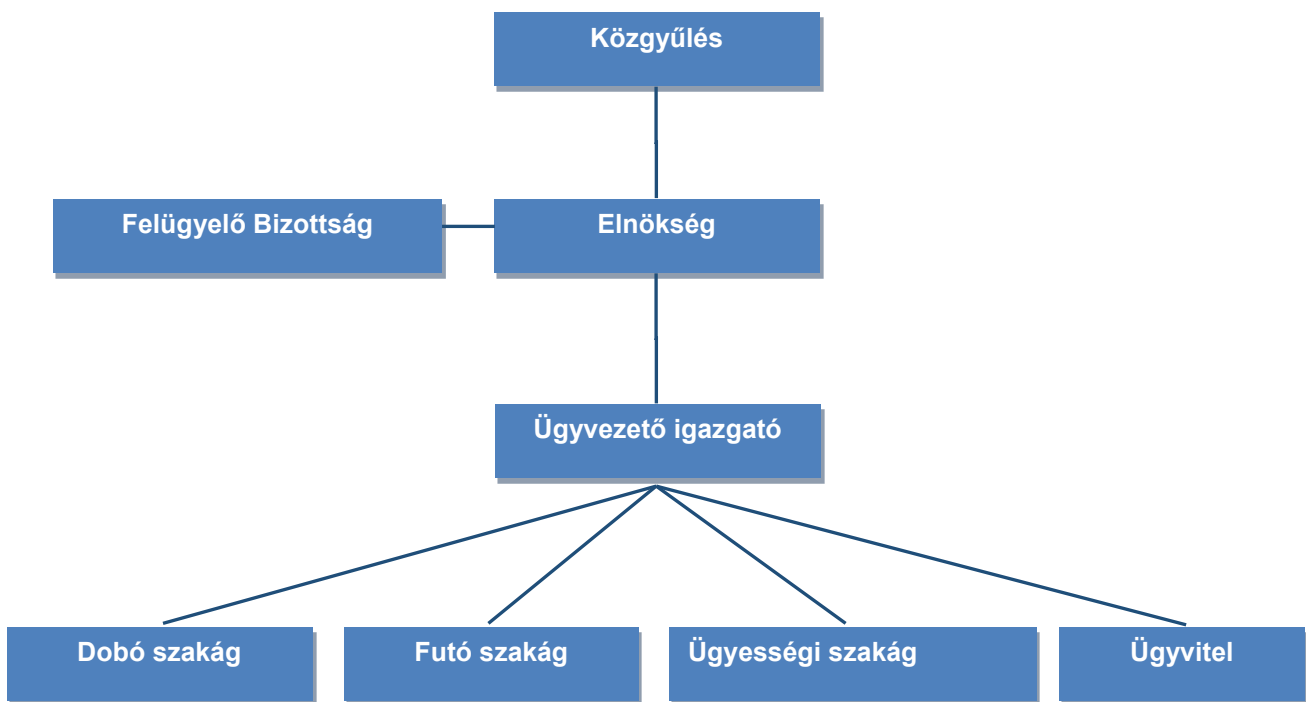 Közgyűlés
Felügyelő Bizottság
Elnökség
Ügyvezető igazgató
Dobó szakág
Futó szakág
Ügyességi szakág
Ügyvitel